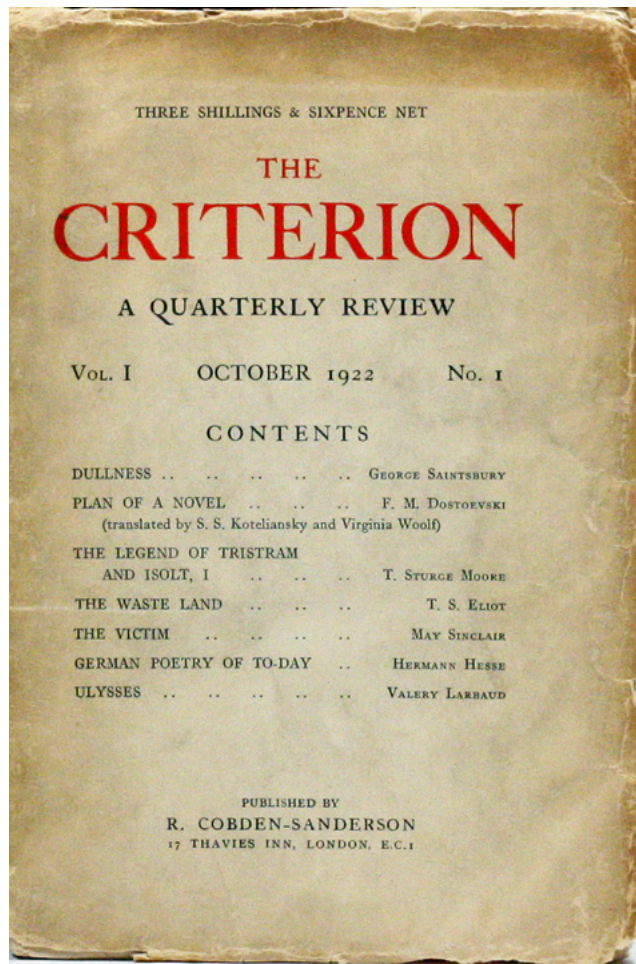 THREE SHILLINGS & SIXPENCE NET
THE
CRITERION
A QUARTERLY REVIEW
VOL. I OCTOBER 1922 NO. 1
CONTENTS
DULLNESS .. .. .. .. .. GEORGE SAINTSBURY
PLAN OF A NOVEL .. .. .. F. M. DOSTOEVSKI
(translated by S. S. Koteliansky and Virginia Woolf)
THE LEGEND OF TRISTRAM
AND ISOLT, I .. .. .. T. STURGE MOORE
THE WASTE LAND .. .. .. T. S. ELIOT
THE VICTIM .. .. .. .. MAY SINCLAIR
GERMAN POETRY OF TO-DAY .. HERMANN HESSE
ULYSSES .. .. .. .. .. VALERY LARBAUD
PUBLISHED BY
R. COBDEN-SANDERSON
17 THAVIES INN, LONDON, E.C.1